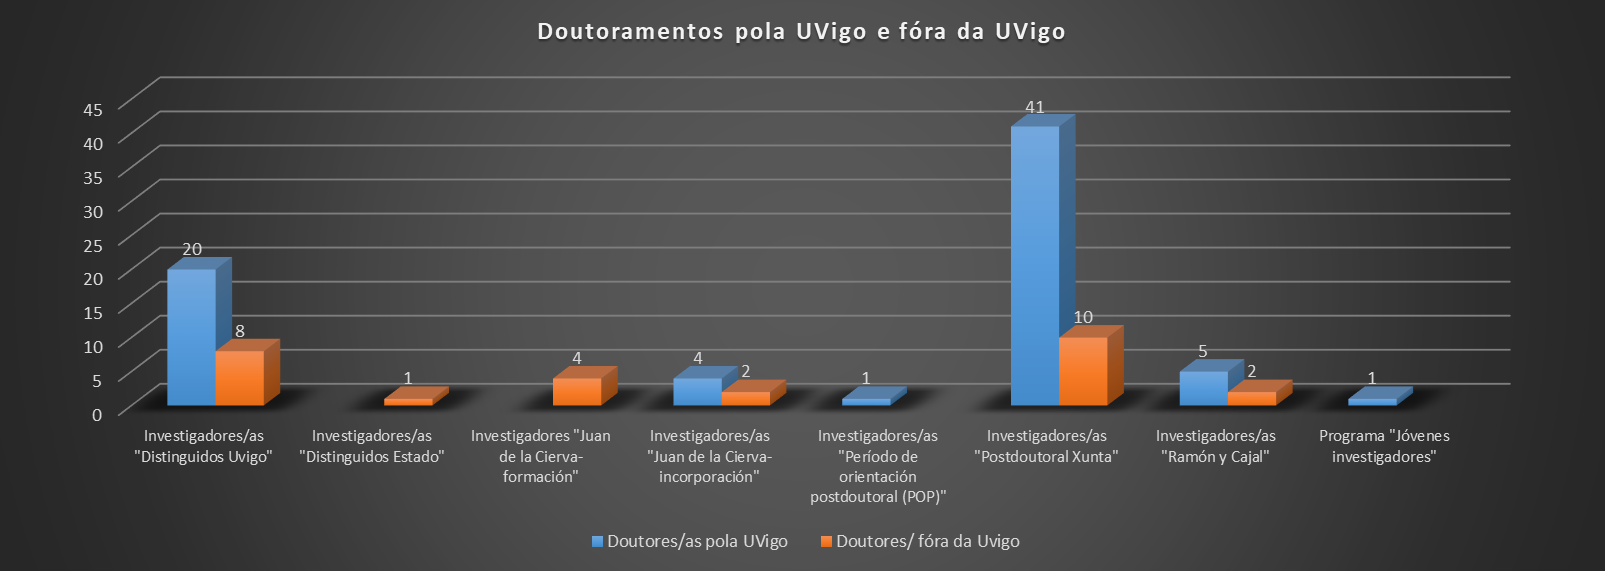 Doutoramentos pola UVigo e fóra da UVigo
45
40
35
30
25
20
15
10
5
0
20
8
1
4
4
2
1
41
10
5
2
1
Investigadores/as
"Distinguidos Uvigo"
Investigadores/as
"Distinguidos Estado"
Investigadores "Juan
de la Cierva-
formación"
Investigadores/as
"Juan de la Cierva-
incorporación"
Investigadores/as
"Período de
orientación
postdoutoral (POP)"
Investigadores/as
"Postdoutoral Xunta"
Investigadores/as
"Ramón y Cajal"
Programa "Jóvenes
investigadores"
Doutores/as pola UVigo
Doutores/ fóra da Uvigo